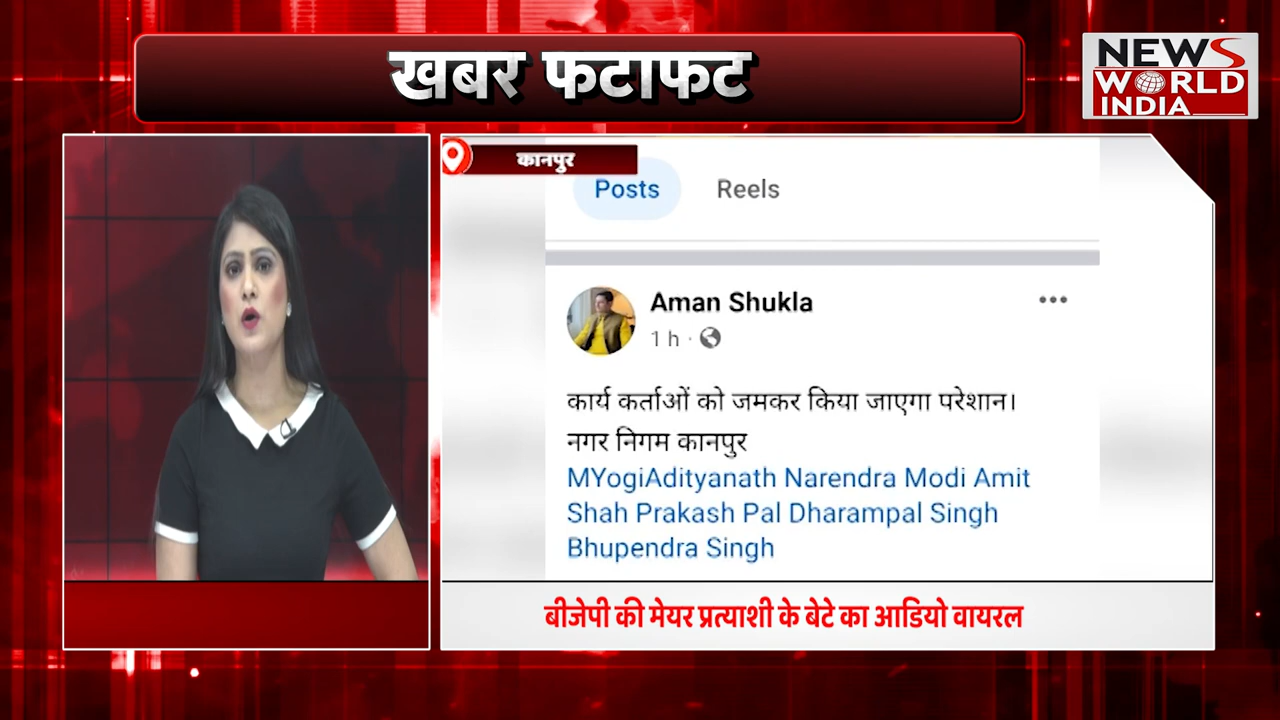 खबर फटाफट
NEWS
WORLD
INDIA
कानपुर
Posts Reels
Aman Shukla
1 h
कार्य कर्ताओं को जमकर किया जाएगा परेशान।
नगर निगम कानपुर
MYogiAdityanath Narendra Modi Amit
Shah Prakash Pal Dharampal Singh
Bhupendra Singh
बीजेपी की मेयर प्रत्याशी के बेटे का आडियो वायरल